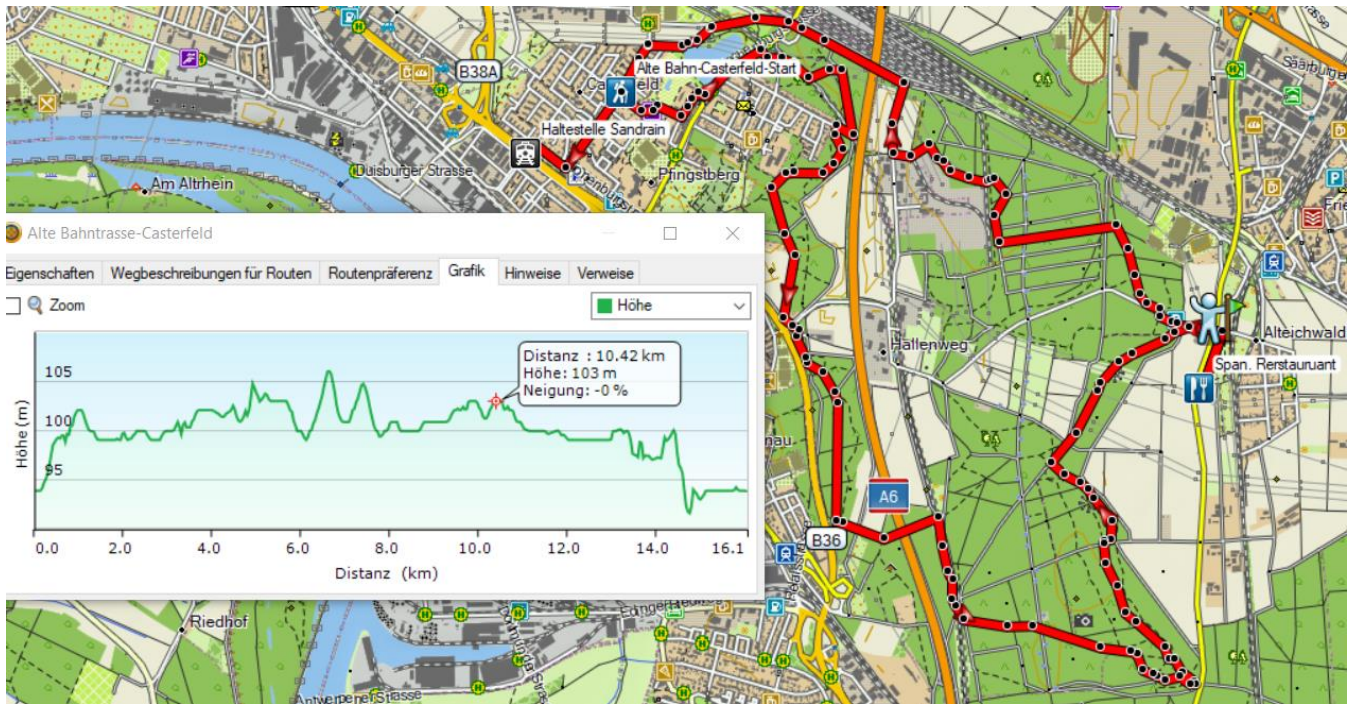 B38A
Alte Bahn-Casterfeld-Start
Haltestelle Sandrain
Duisburger Strasse
Am Altrhein
Pfingstberg
Alte Bahntrasse-Casterfeld
Eigenschaften Wegbeschreibungen für Routen Routenpräferenz Grafik Hinweise Verweise
Zoom
Höhe
Distanz : 10.42 km
Höhe: 103 m
Neigung: -0 %
105
100
95
Höhe (m)
0.0 2.0 4.0 6.0 8.0 10.0 12.0 14.0 16.1
Distanz (km)
Hallenweg
Alteichwald
Span. Rerstauruant
A6
B36
Riedhof
Antwerpener Strasse